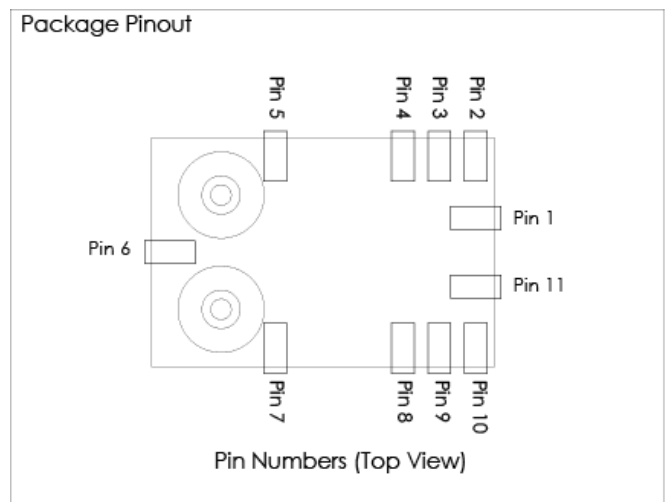 Package Pinout
Pin 5
Pin 4
Pin 3
Pin 2
Pin 1
Pin 6
Pin 11
Pin 7
Pin 8
Pin 9
Pin 10
Pin Numbers (Top View)